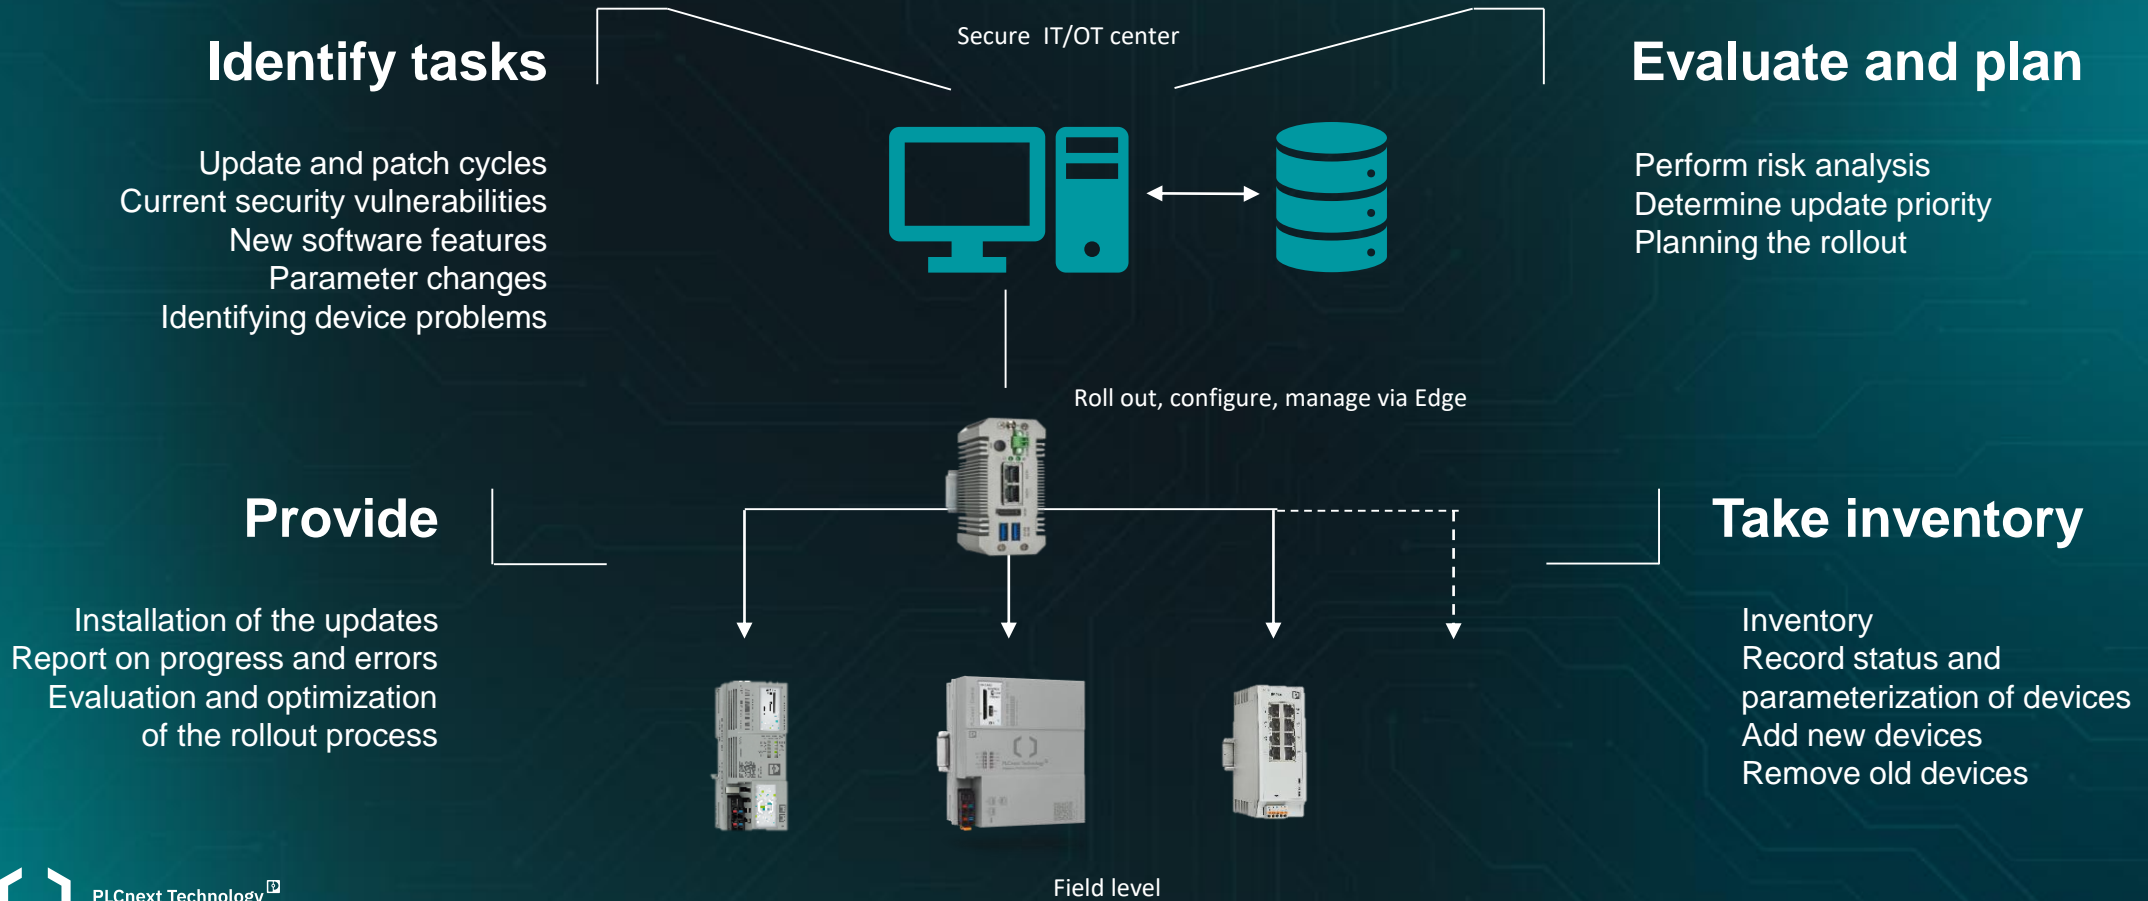 Secure IT/OT center
Identify tasks
Update and patch cycles
Current security vulnerabilities
New software features
Parameter changes
Identifying device problems
Evaluate and plan
Perform risk analysis
Determine update priority
Planning the rollout
Roll out, configure, manage via Edge
Provide
Installation of the updates
Report on progress and errors
Evaluation and optimization
of the rollout process
Take inventory
Inventory
Record status and
parameterization of devices
Add new devices
Remove old devices
PLCnext Technology
Field level
PLCnext Technology